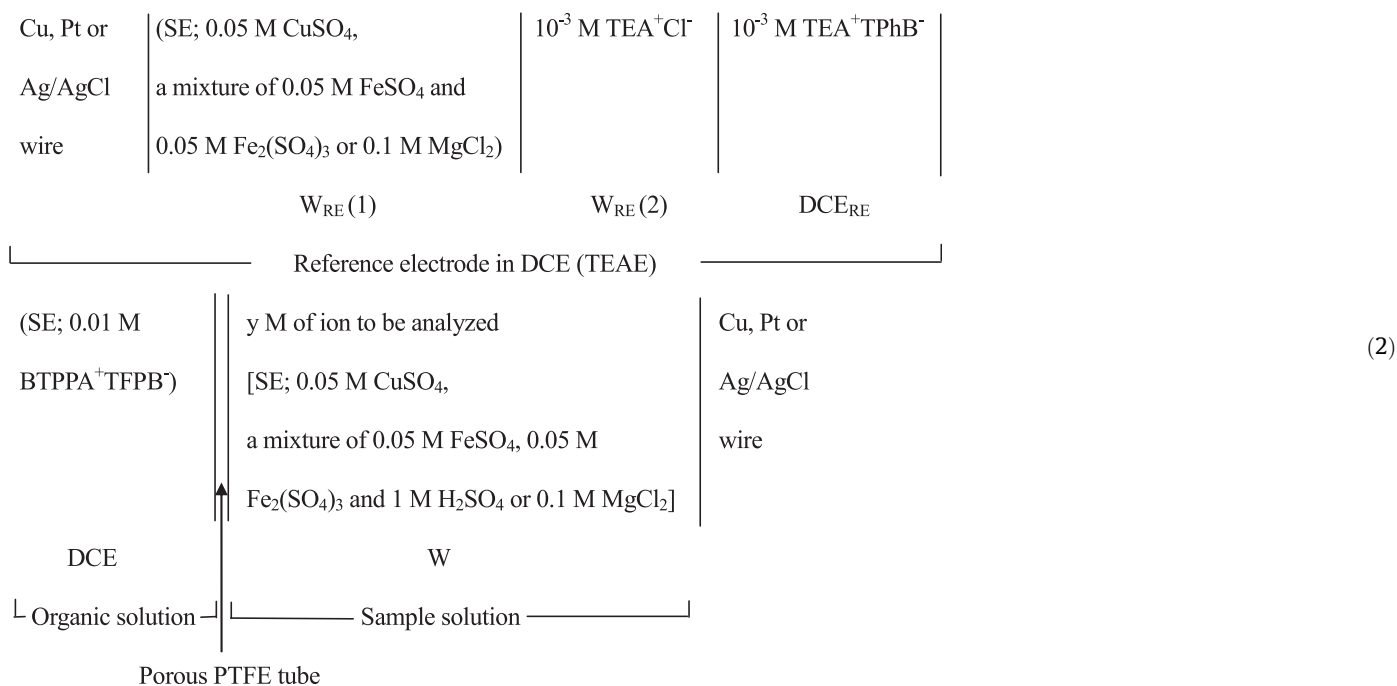 Cu, Pt or (SE; 0.05 M CuSO₄, 10⁻³ M TEA⁺Cl⁻ 10⁻³ M TEA⁺TPhB⁻
Ag/AgCl a mixture of 0.05 M FeSO₄ and
wire 0.05 M Fe₂(SO₄)₃ or 0.1 M MgCl₂)
W_RE (1) W_RE (2) DCE_RE
Reference electrode in DCE (TEAE)
(SE; 0.01 M y M of ion to be analyzed Cu, Pt or
(2)
BTPPA⁺TFPB⁻) [SE; 0.05 M CuSO₄, Ag/AgCl
a mixture of 0.05 M FeSO₄, 0.05 M wire
Fe₂(SO₄)₃ and 1 M H₂SO₄ or 0.1 M MgCl₂]
DCE W
Organic solution Sample solution
Porous PTFE tube